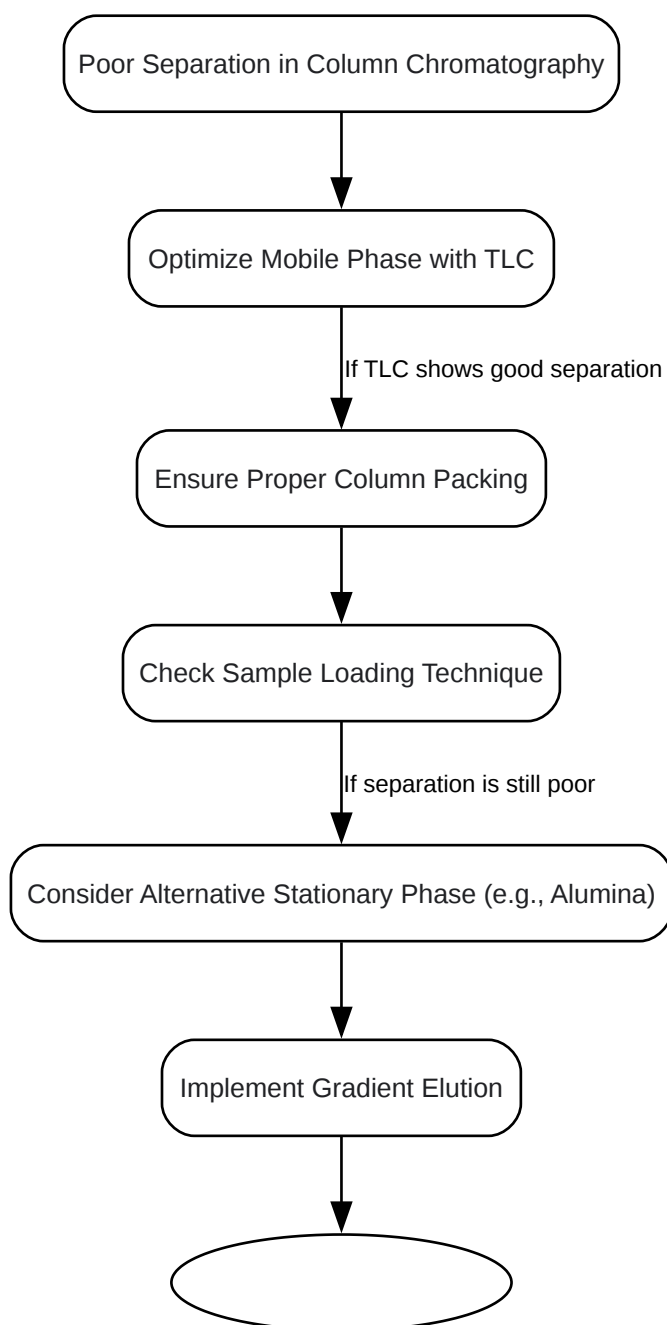 Poor Separation in Column Chromatography
Optimize Mobile Phase with TLC
If TLC shows good separation
Ensure Proper Column Packing
Check Sample Loading Technique
If separation is still poor
Consider Alternative Stationary Phase (e.g., Alumina)
Implement Gradient Elution